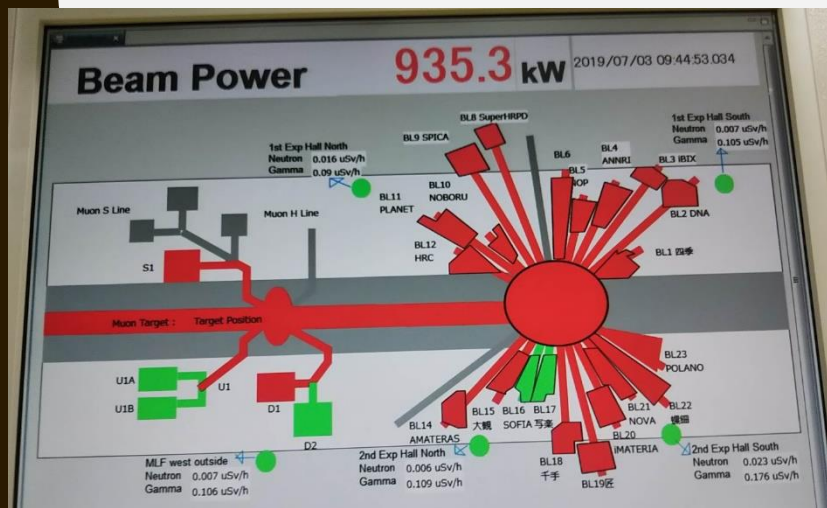 Beam Power
935.3 kW
2019/07/03 09:44:53.034
BL8 SuperHRPD
BL9 SPICA
1st Exp Hall North
Neutron 0.016 uSv/h
Gamma 0.09 uSv/h
1st Exp Hall South
Neutron 0.007 uSv/h
Gamma 0.105 uSv/h
BL6
BL5
NOP
BL4
ANNRI
BL3 iBIX
BL2 DNA
BL1 四季
BL10
NOBORU
BL11
PLANET
BL12
HRC
Muon S Line
Muon H Line
S1
Muon Target : Target Position
U1A
U1B
U1
D1
D2
BL23
POLANO
BL22
BL21
NOVA
BL20
iMATERIA
BL19匠
BL18
千手
BL17
写楽
BL16
SOFIA
BL15
大観
BL14
AMATERAS
MLF west outside
Neutron 0.007 uSv/h
Gamma 0.106 uSv/h
2nd Exp Hall North
Neutron 0.006 uSv/h
Gamma 0.109 uSv/h
2nd Exp Hall South
Neutron 0.023 uSv/h
Gamma 0.176 uSv/h